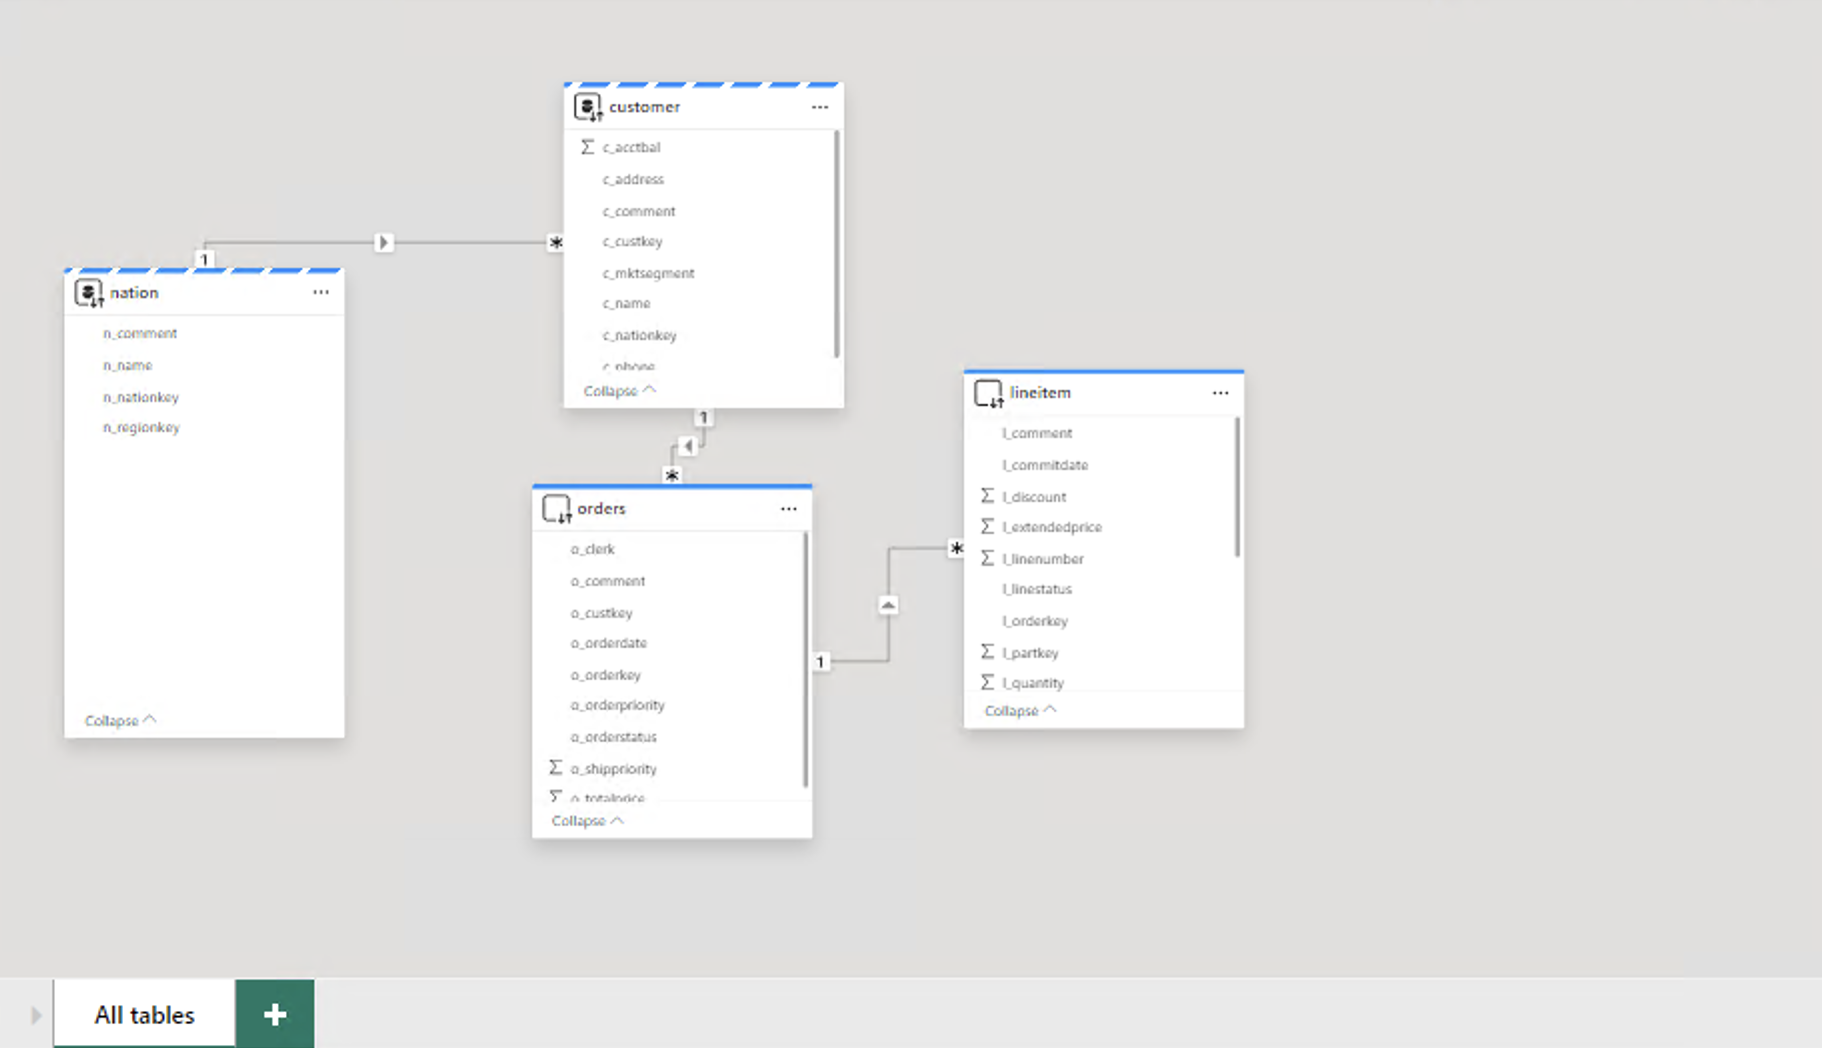 customer
Σ c_acctbal
c_address
c_comment
c_custkey
c_mktsegment
c_name
c_nationkey
c_phone
Collapse
1
*
1
nation
n_comment
n_name
n_nationkey
n_regionkey
Collapse
1
*
orders
o_clerk
o_comment
o_custkey
o_orderdate
o_orderkey
o_orderpriority
o_orderstatus
Σ o_shippriority
Σ o_totalprice
Collapse
1
*
lineitem
l_comment
l_commitdate
Σ l_discount
Σ l_extendedprice
Σ l_linenumber
l_linestatus
l_orderkey
Σ l_partkey
Σ l_quantity
Collapse
All tables +